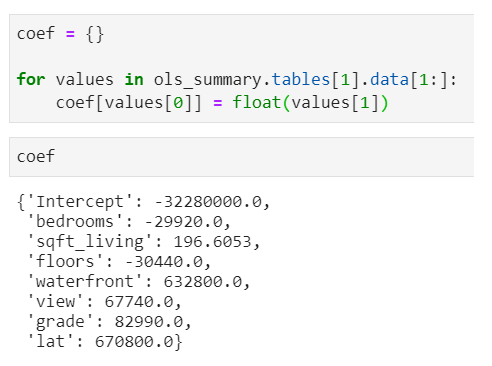 coef = {}
for values in ols_summary.tables[1].data[1:]:
    coef[values[0]] = float(values[1])
coef
{'Intercept': -32280000.0,
 'bedrooms': -29920.0,
 'sqft_living': 196.6053,
 'floors': -30440.0,
 'waterfront': 632800.0,
 'view': 67740.0,
 'grade': 82990.0,
 'lat': 670800.0}